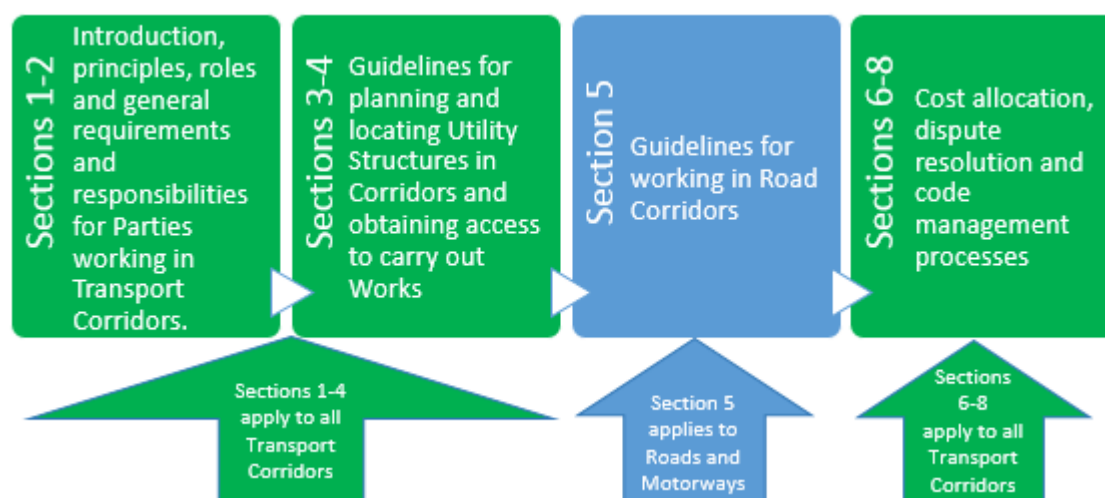 Sections 1-2
Introduction,
principles, roles
and general
requirements
and
responsibilities
for Parties
working in
Transport
Corridors.
Sections 3-4
Guidelines for
planning and
locating Utility
Structures in
Corridors and
obtaining access
to carry out
Works
Section 5
Guidelines for
working in Road
Corridors
Sections 6-8
Cost allocation,
dispute
resolution and
code
management
processes
Sections 1-4
apply to all
Transport
Corridors
Section 5
applies to
Roads and
Motorways
Sections
6-8
apply to all
Transport
Corridors